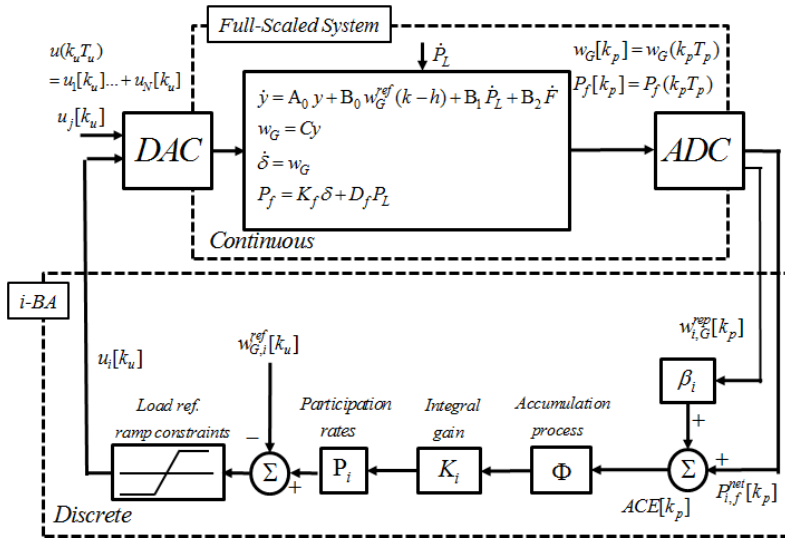 Full-Scaled System
u(k_u T_u)
= u_1[k_u]...+ u_N[k_u]
u_j[k_u]
Ṗ_L
w_G[k_p] = w_G(k_p T_p)
P_f[k_p] = P_f(k_p T_p)
DAC
ẏ = A_0 y + B_0 w_G^ref (k − h) + B_1 Ṗ_L + B_2 Ḟ
w_G = Cy
δ̇ = w_G
P_f = K_f δ + D_f P_L
ADC
Continuous
i-BA
w_{i,G}^rep[k_p]
u_i[k_u]
w_{G,i}^ref[k_u]
β_i
Load ref.
ramp constraints
Participation
rates
Integral
gain
Accumulation
process
−
+
Σ
+
P_i
K_i
Φ
Σ
+
ACE[k_p]
P_{i,f}^net[k_p]
Discrete